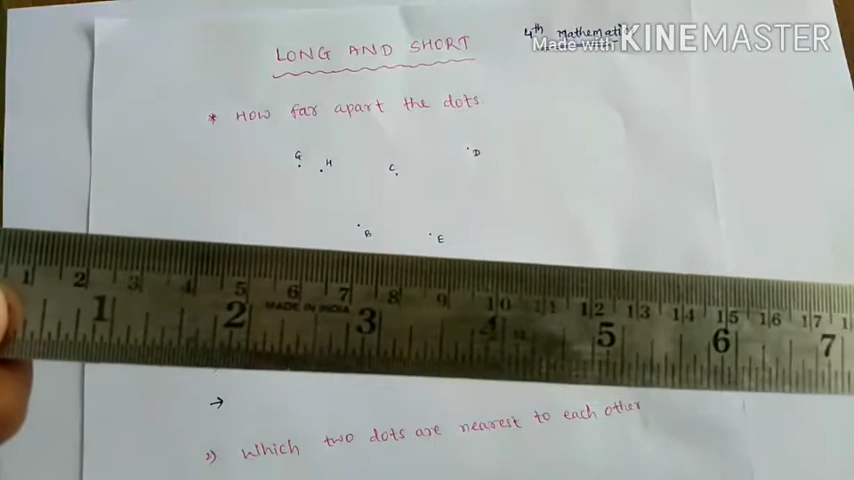 4th Mathematic
Made with KINEMASTER
LONG AND SHORT
* How far apart the dots.
G
H
C
D
B
E
1 2 3 4 5 6 7 8 9 10 11 12 13 14 15 16 17
MADE IN INDIA
1 2 3 4 5 6 7
→
2) Which two dots are nearest to each other